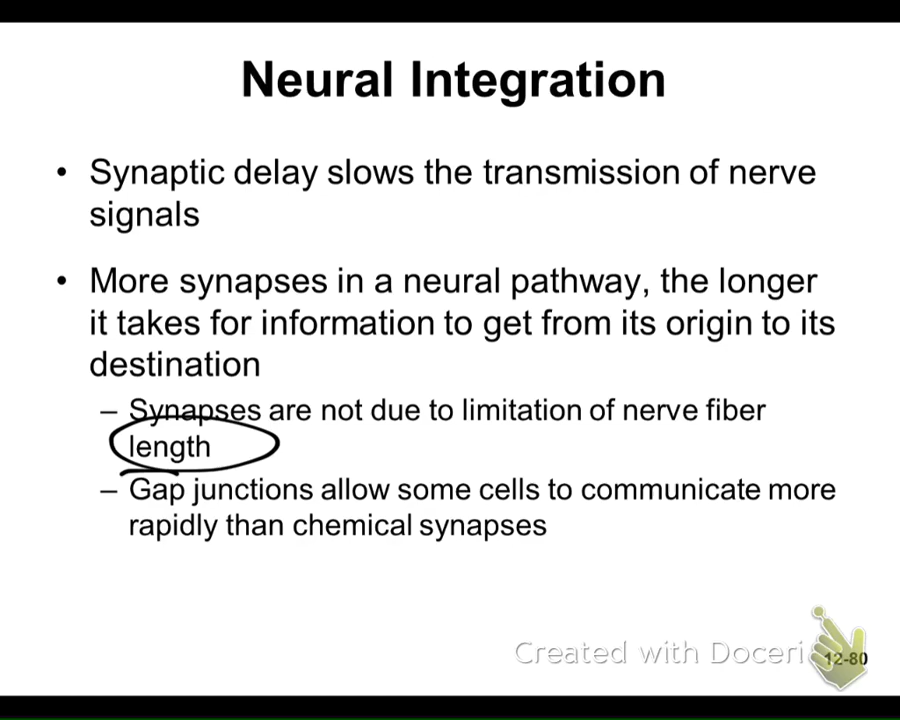 Neural Integration
• Synaptic delay slows the transmission of nerve
signals
• More synapses in a neural pathway, the longer
it takes for information to get from its origin to its
destination
– Synapses are not due to limitation of nerve fiber
length
– Gap junctions allow some cells to communicate more
rapidly than chemical synapses
Created with Doceri
12-80